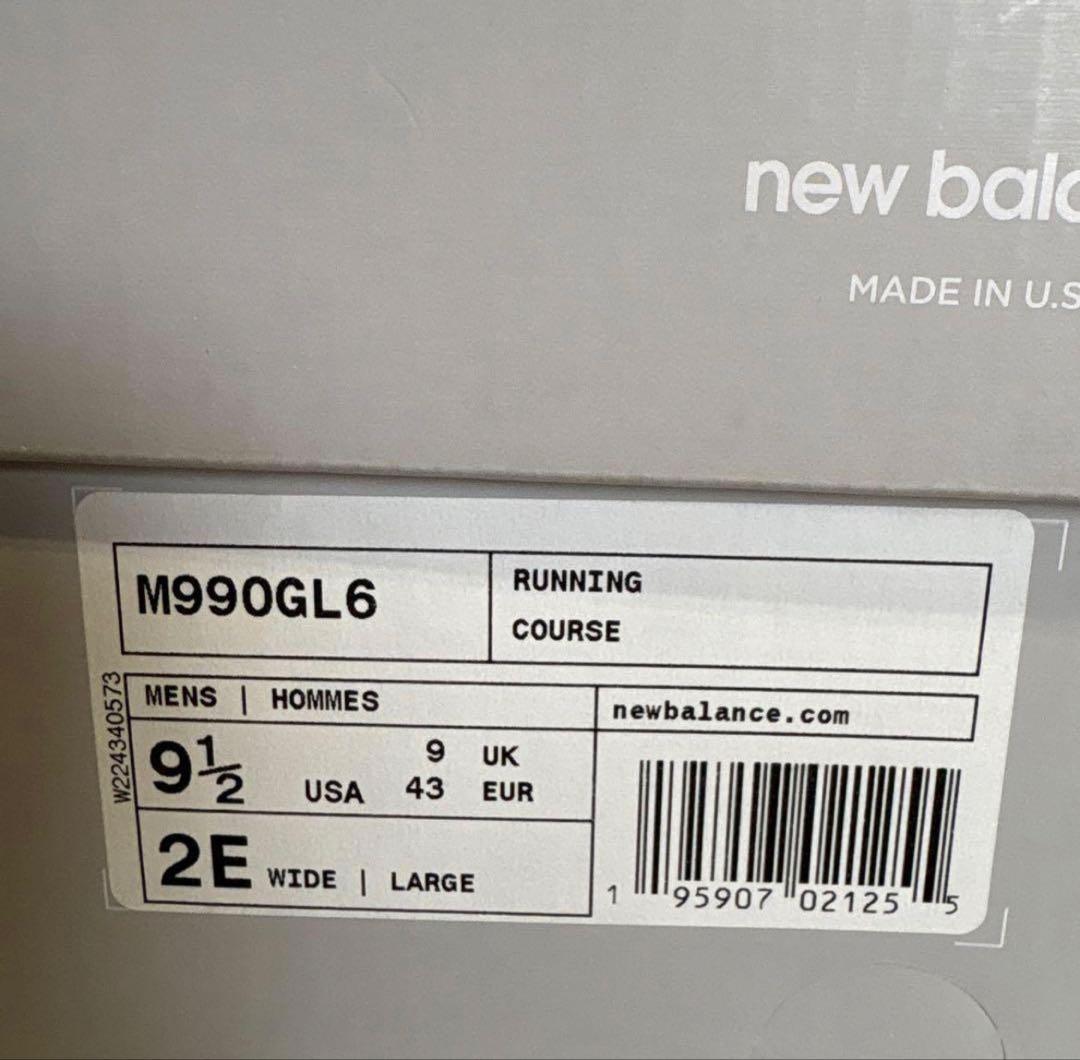 new bala
MADE IN U.S
M990GL6
RUNNING
COURSE
W224340573
MENS | HOMMES
newbalance.com
9½ USA
9 UK
43 EUR
2E WIDE | LARGE
1 95907 02125 5